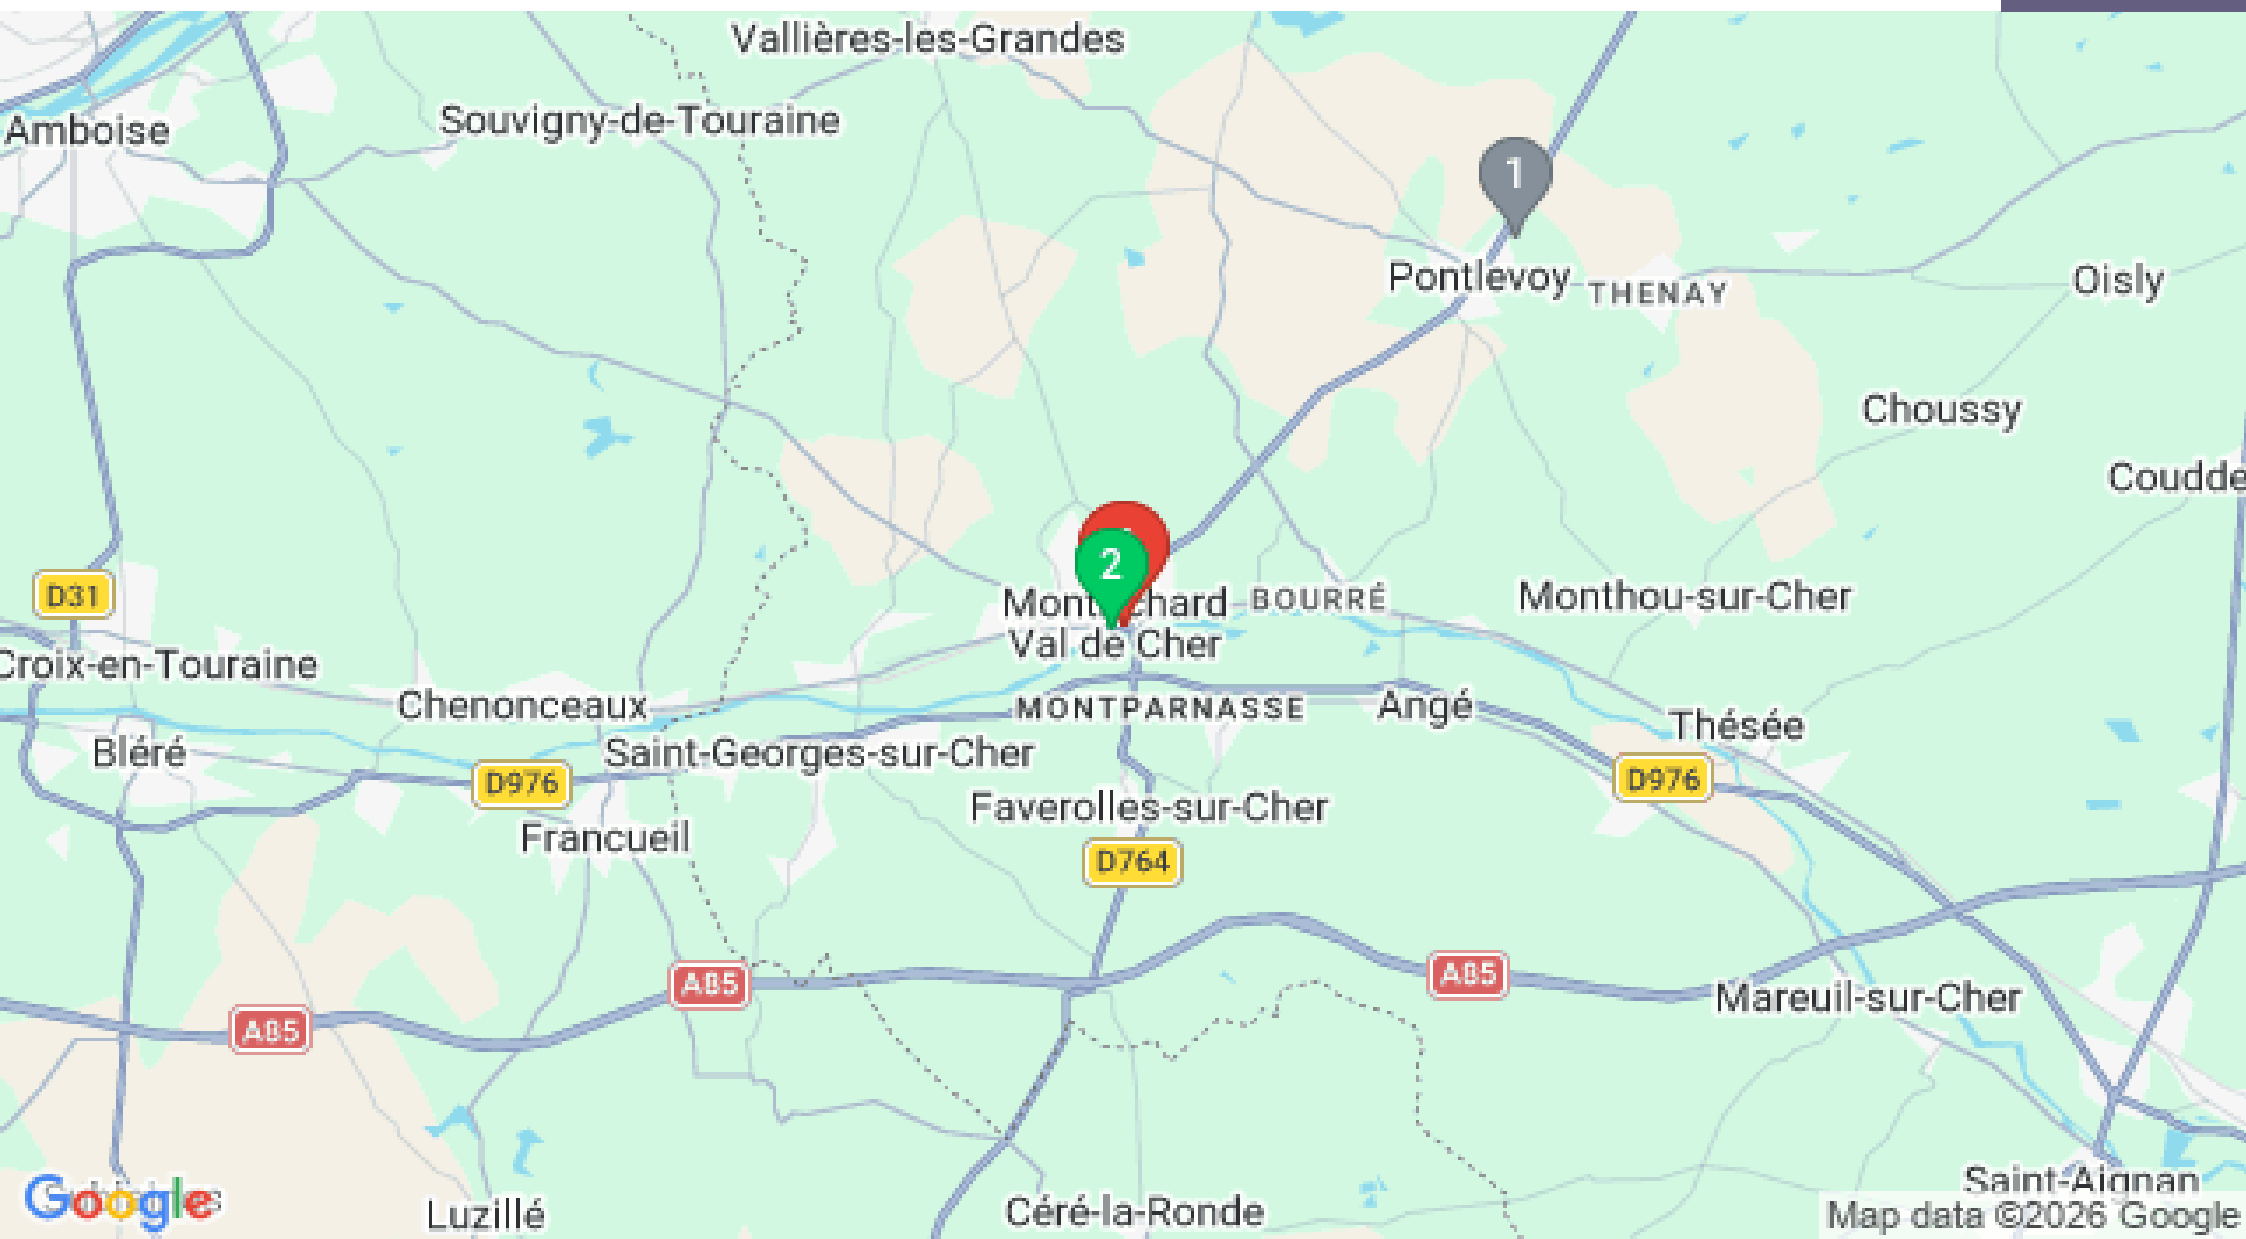 Vallières-les-Grandes
Souvigny-de-Touraine
Amboise
1
Pontlevoy
THENAY
Oisly
Choussy
2
D31
BOURRÉ
Monthou-sur-Cher
Val de Cher
Croix-en-Touraine
Chenonceaux
MONTPARNASSE
Angé
Thésée
Bléré
Saint-Georges-sur-Cher
D976
D976
Faverolles-sur-Cher
Francueil
D764
A85
A85
A85
Mareuil-sur-Cher
Saint-Aignan
Google
Luzillé
Céré-la-Ronde
Map data ©2026 Google